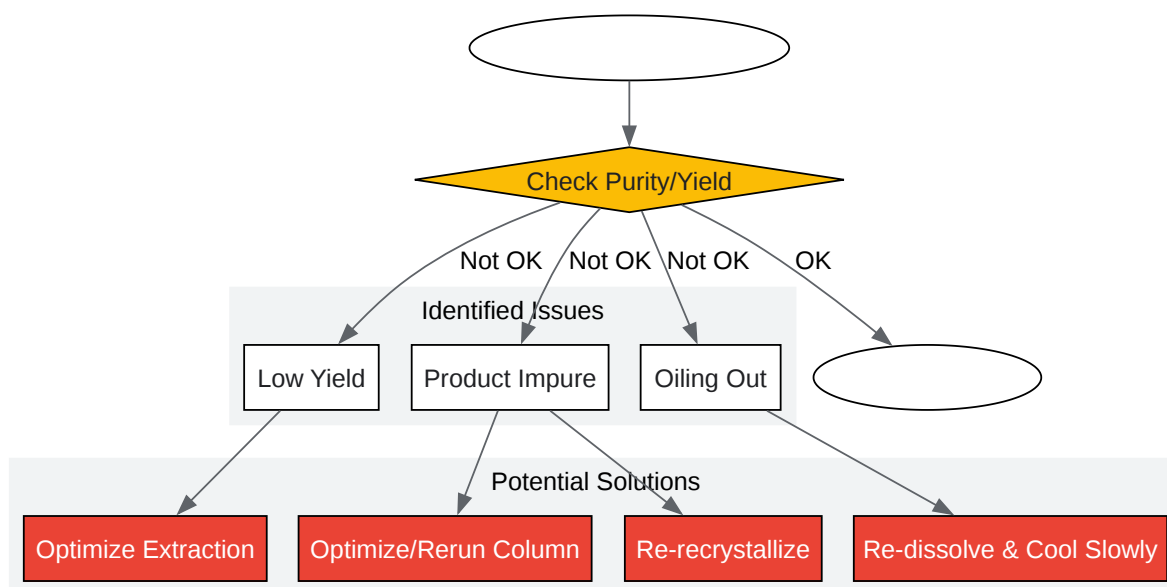 Check Purity/Yield
Not OK
Not OK
Not OK
OK
Identified Issues
Low Yield
Product Impure
Oiling Out
Potential Solutions
Optimize Extraction
Optimize/Rerun Column
Re-recrystallize
Re-dissolve & Cool Slowly